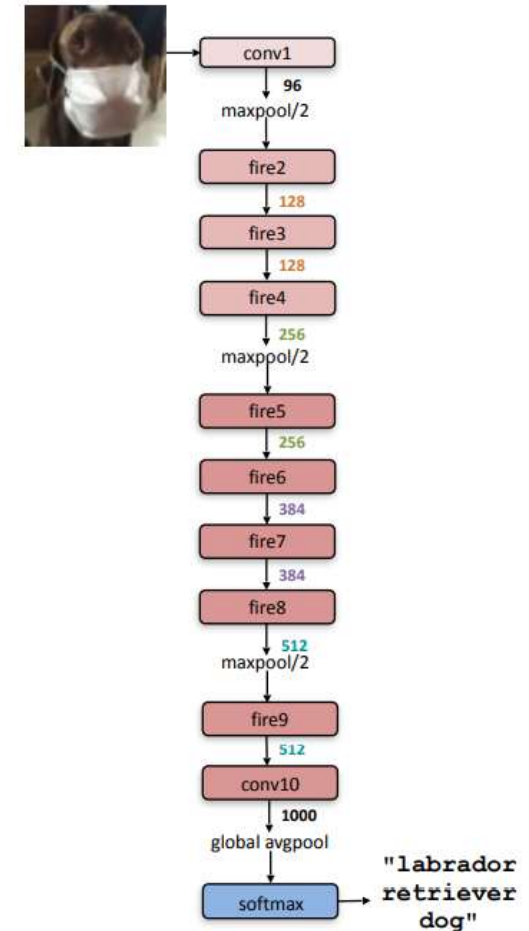 conv1
96
maxpool/2
fire2
128
fire3
128
fire4
256
maxpool/2
fire5
256
fire6
384
fire7
384
fire8
512
maxpool/2
fire9
512
conv10
1000
global avgpool
softmax
"labrador
retriever
dog"